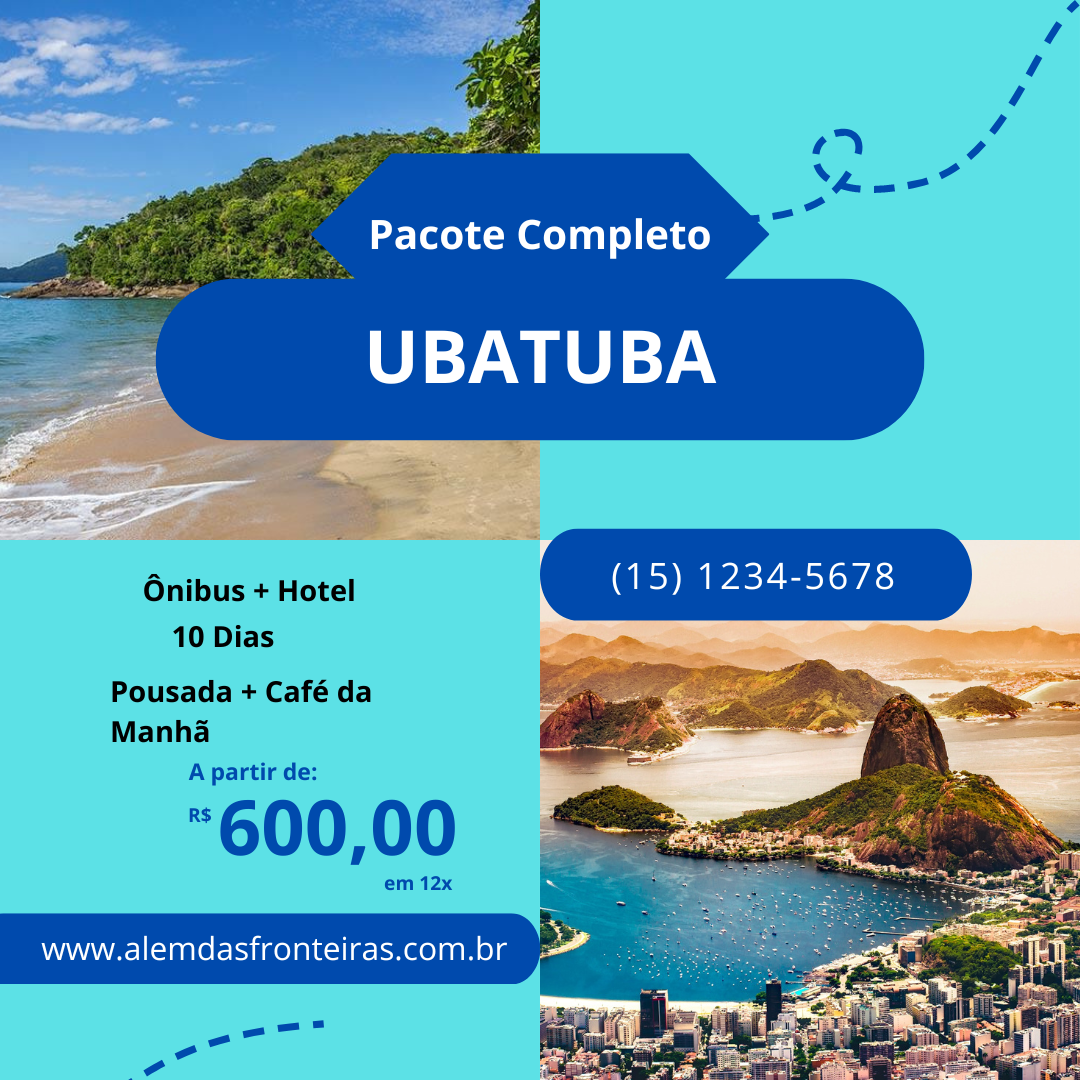 Pacote Completo
UBATUBA
(15) 1234-5678
Ônibus + Hotel
10 Dias
Pousada + Café da
Manhã
A partir de:
R$ 600,00
em 12x
www.alemdasfronteiras.com.br